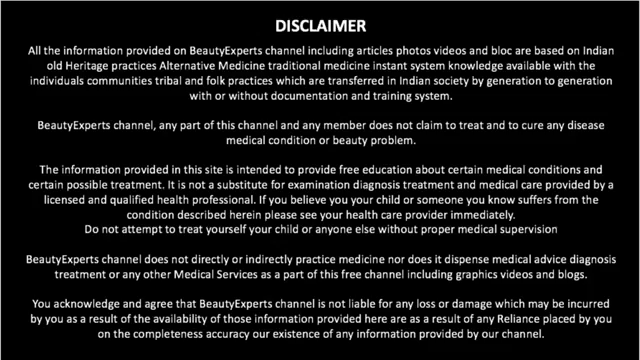 DISCLAIMER
All the information provided on BeautyExperts channel including articles photos videos and bloc are based on Indian
old Heritage practices Alternative Medicine traditional medicine instant system knowledge available with the
individuals communities tribal and folk practices which are transferred in Indian society by generation to generation
with or without documentation and training system.
BeautyExperts channel, any part of this channel and any member does not claim to treat and to cure any disease
medical condition or beauty problem.
The information provided in this site is intended to provide free education about certain medical conditions and
certain possible treatment. It is not a substitute for examination diagnosis treatment and medical care provided by a
licensed and qualified health professional. If you believe you your child or someone you know suffers from the
condition described herein please see your health care provider immediately.
Do not attempt to treat yourself your child or anyone else without proper medical supervision
BeautyExperts channel does not directly or indirectly practice medicine nor does it dispense medical advice diagnosis
treatment or any other Medical Services as a part of this free channel including graphics videos and blogs.
You acknowledge and agree that BeautyExperts channel is not liable for any loss or damage which may be incurred
by you as a result of the availability of those information provided here are as a result of any Reliance placed by you
on the completeness accuracy our existence of any information provided by our channel.